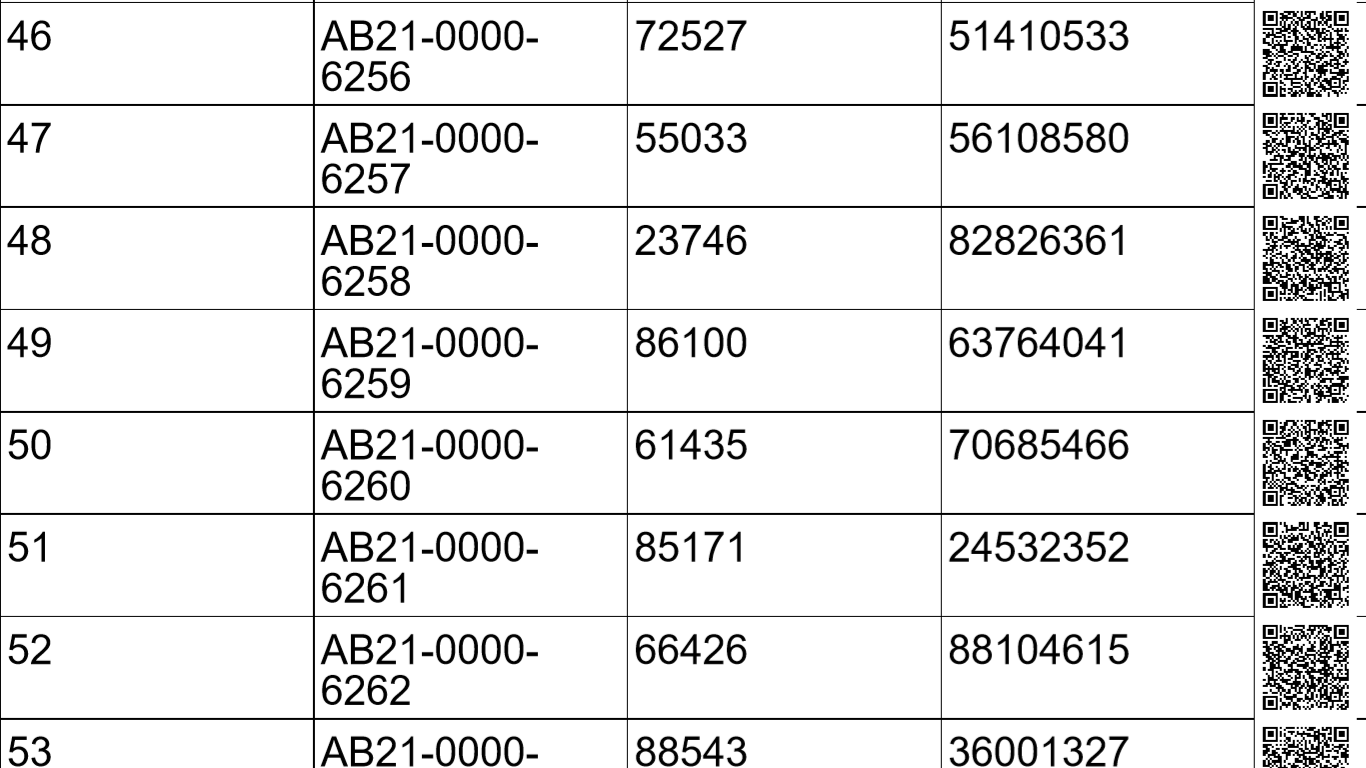 46 AB21-0000- 72527 51410533
6256
47 AB21-0000- 55033 56108580
6257
48 AB21-0000- 23746 82826361
6258
49 AB21-0000- 86100 63764041
6259
50 AB21-0000- 61435 70685466
6260
51 AB21-0000- 85171 24532352
6261
52 AB21-0000- 66426 88104615
6262
53 AB21-0000- 88543 36001327